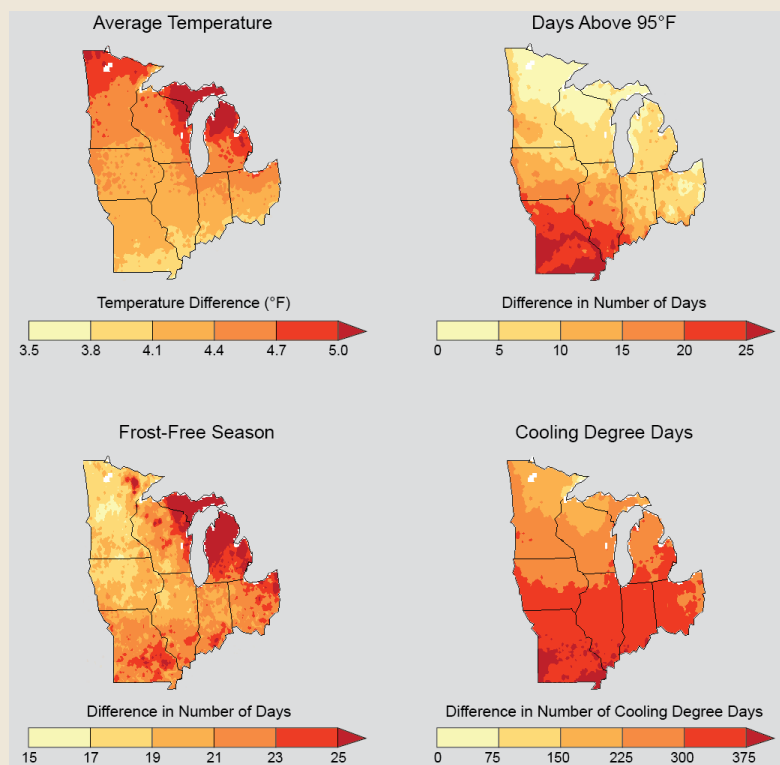 Average Temperature
Temperature Difference (°F)
3.5 3.8 4.1 4.4 4.7 5.0
Days Above 95°F
Difference in Number of Days
0 5 10 15 20 25
Frost-Free Season
Difference in Number of Days
15 17 19 21 23 25
Cooling Degree Days
Difference in Number of Cooling Degree Days
0 75 150 225 300 375